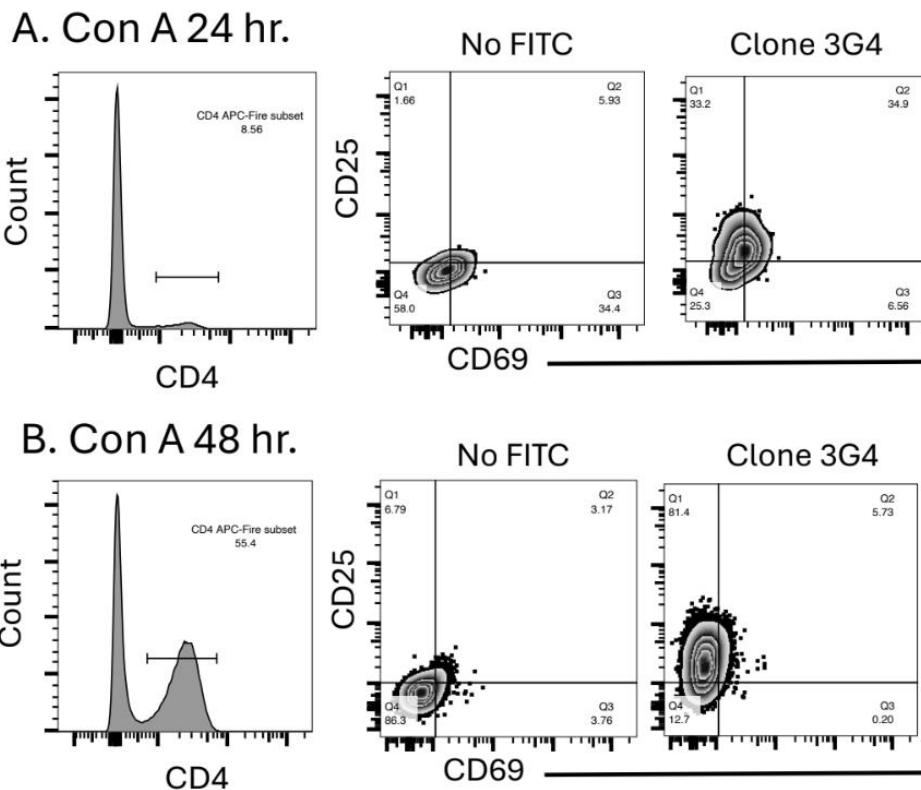 A. Con A 24 hr.
No FITC
Clone 3G4
Count
CD4 APC-Fire subset
8.56
CD4
CD25
Q1
1.66
Q2
5.93
Q4
58.0
Q3
34.4
Q1
33.2
Q2
34.9
Q4
25.3
Q3
6.56
CD69
B. Con A 48 hr.
No FITC
Clone 3G4
Count
CD4 APC-Fire subset
55.4
CD4
CD25
Q1
6.79
Q2
3.17
Q4
86.3
Q3
3.76
Q1
81.4
Q2
5.73
Q4
12.7
Q3
0.20
CD69